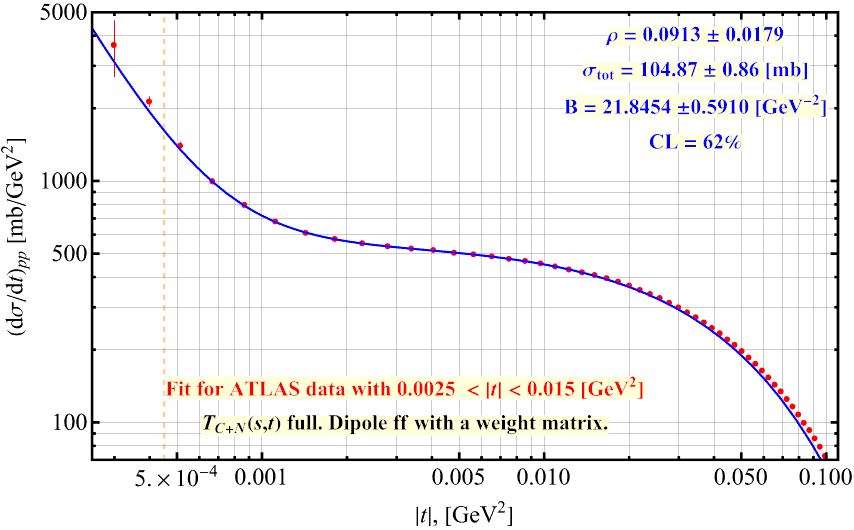 5000
1000
500
100
(dσ/dt)pp [mb/GeV²]
ρ = 0.0913 ± 0.0179
σtot = 104.87 ± 0.86 [mb]
B = 21.8454 ±0.5910 [GeV⁻²]
CL = 62%
Fit for ATLAS data with 0.0025 < |t| < 0.015 [GeV²]
T_C+N(s,t) full. Dipole ff with a weight matrix.
5.×10⁻⁴ 0.001 0.005 0.010 0.050 0.100
|t|, [GeV²]